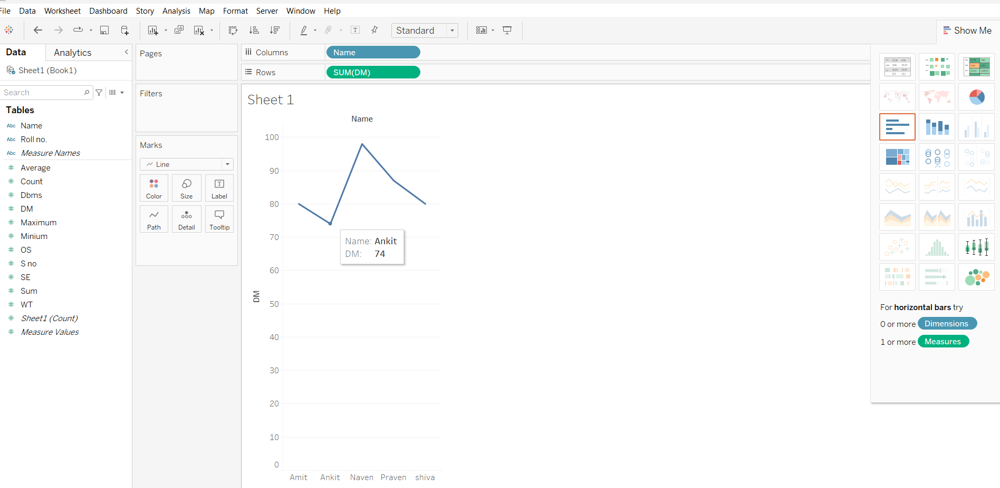 File Data Worksheet Dashboard Story Analysis Map Format Server Window Help
Standard
Show Me
Data Analytics
Sheet1 (Book1)
Search
Tables
Abc Name
Abc Roll no.
Abc Measure Names
# Average
# Count
# Dbms
# DM
# Maximum
# Minium
# OS
# S no
# SE
# Sum
# WT
# Sheet1 (Count)
# Measure Values
Pages
Filters
Marks
Line
Color Size Label
Path Detail Tooltip
Columns Name
Rows SUM(DM)
Sheet 1
Name
100
90
80
70
60
50
40
30
20
10
0
DM
Name: Ankit
DM: 74
Amit Ankit Naven Praven shiva
For horizontal bars try
0 or more Dimensions
1 or more Measures